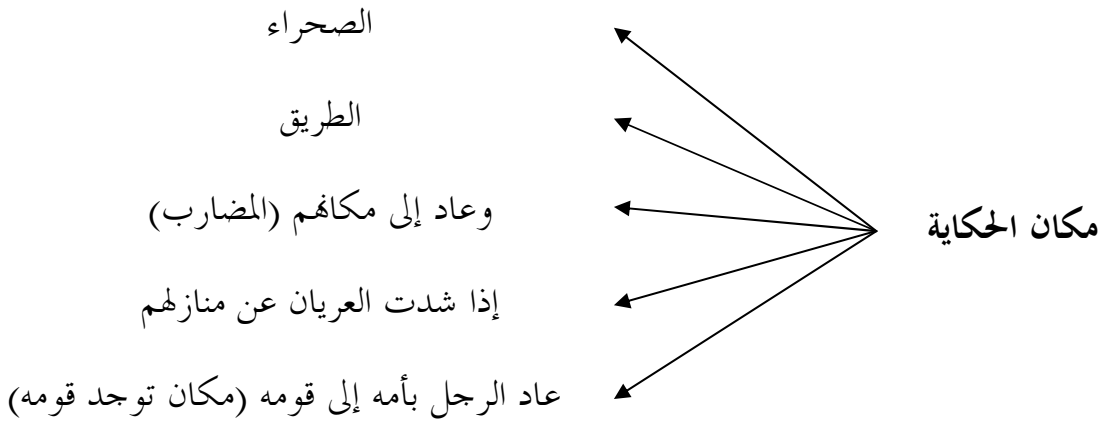 الصحراء
الطريق
وعاد إلى مكانهم (المضارب)
مكان الحكاية
إذا شدت العريان عن منازلهم
عاد الرجل بأمه إلى قومه (مكان توجد قومه)